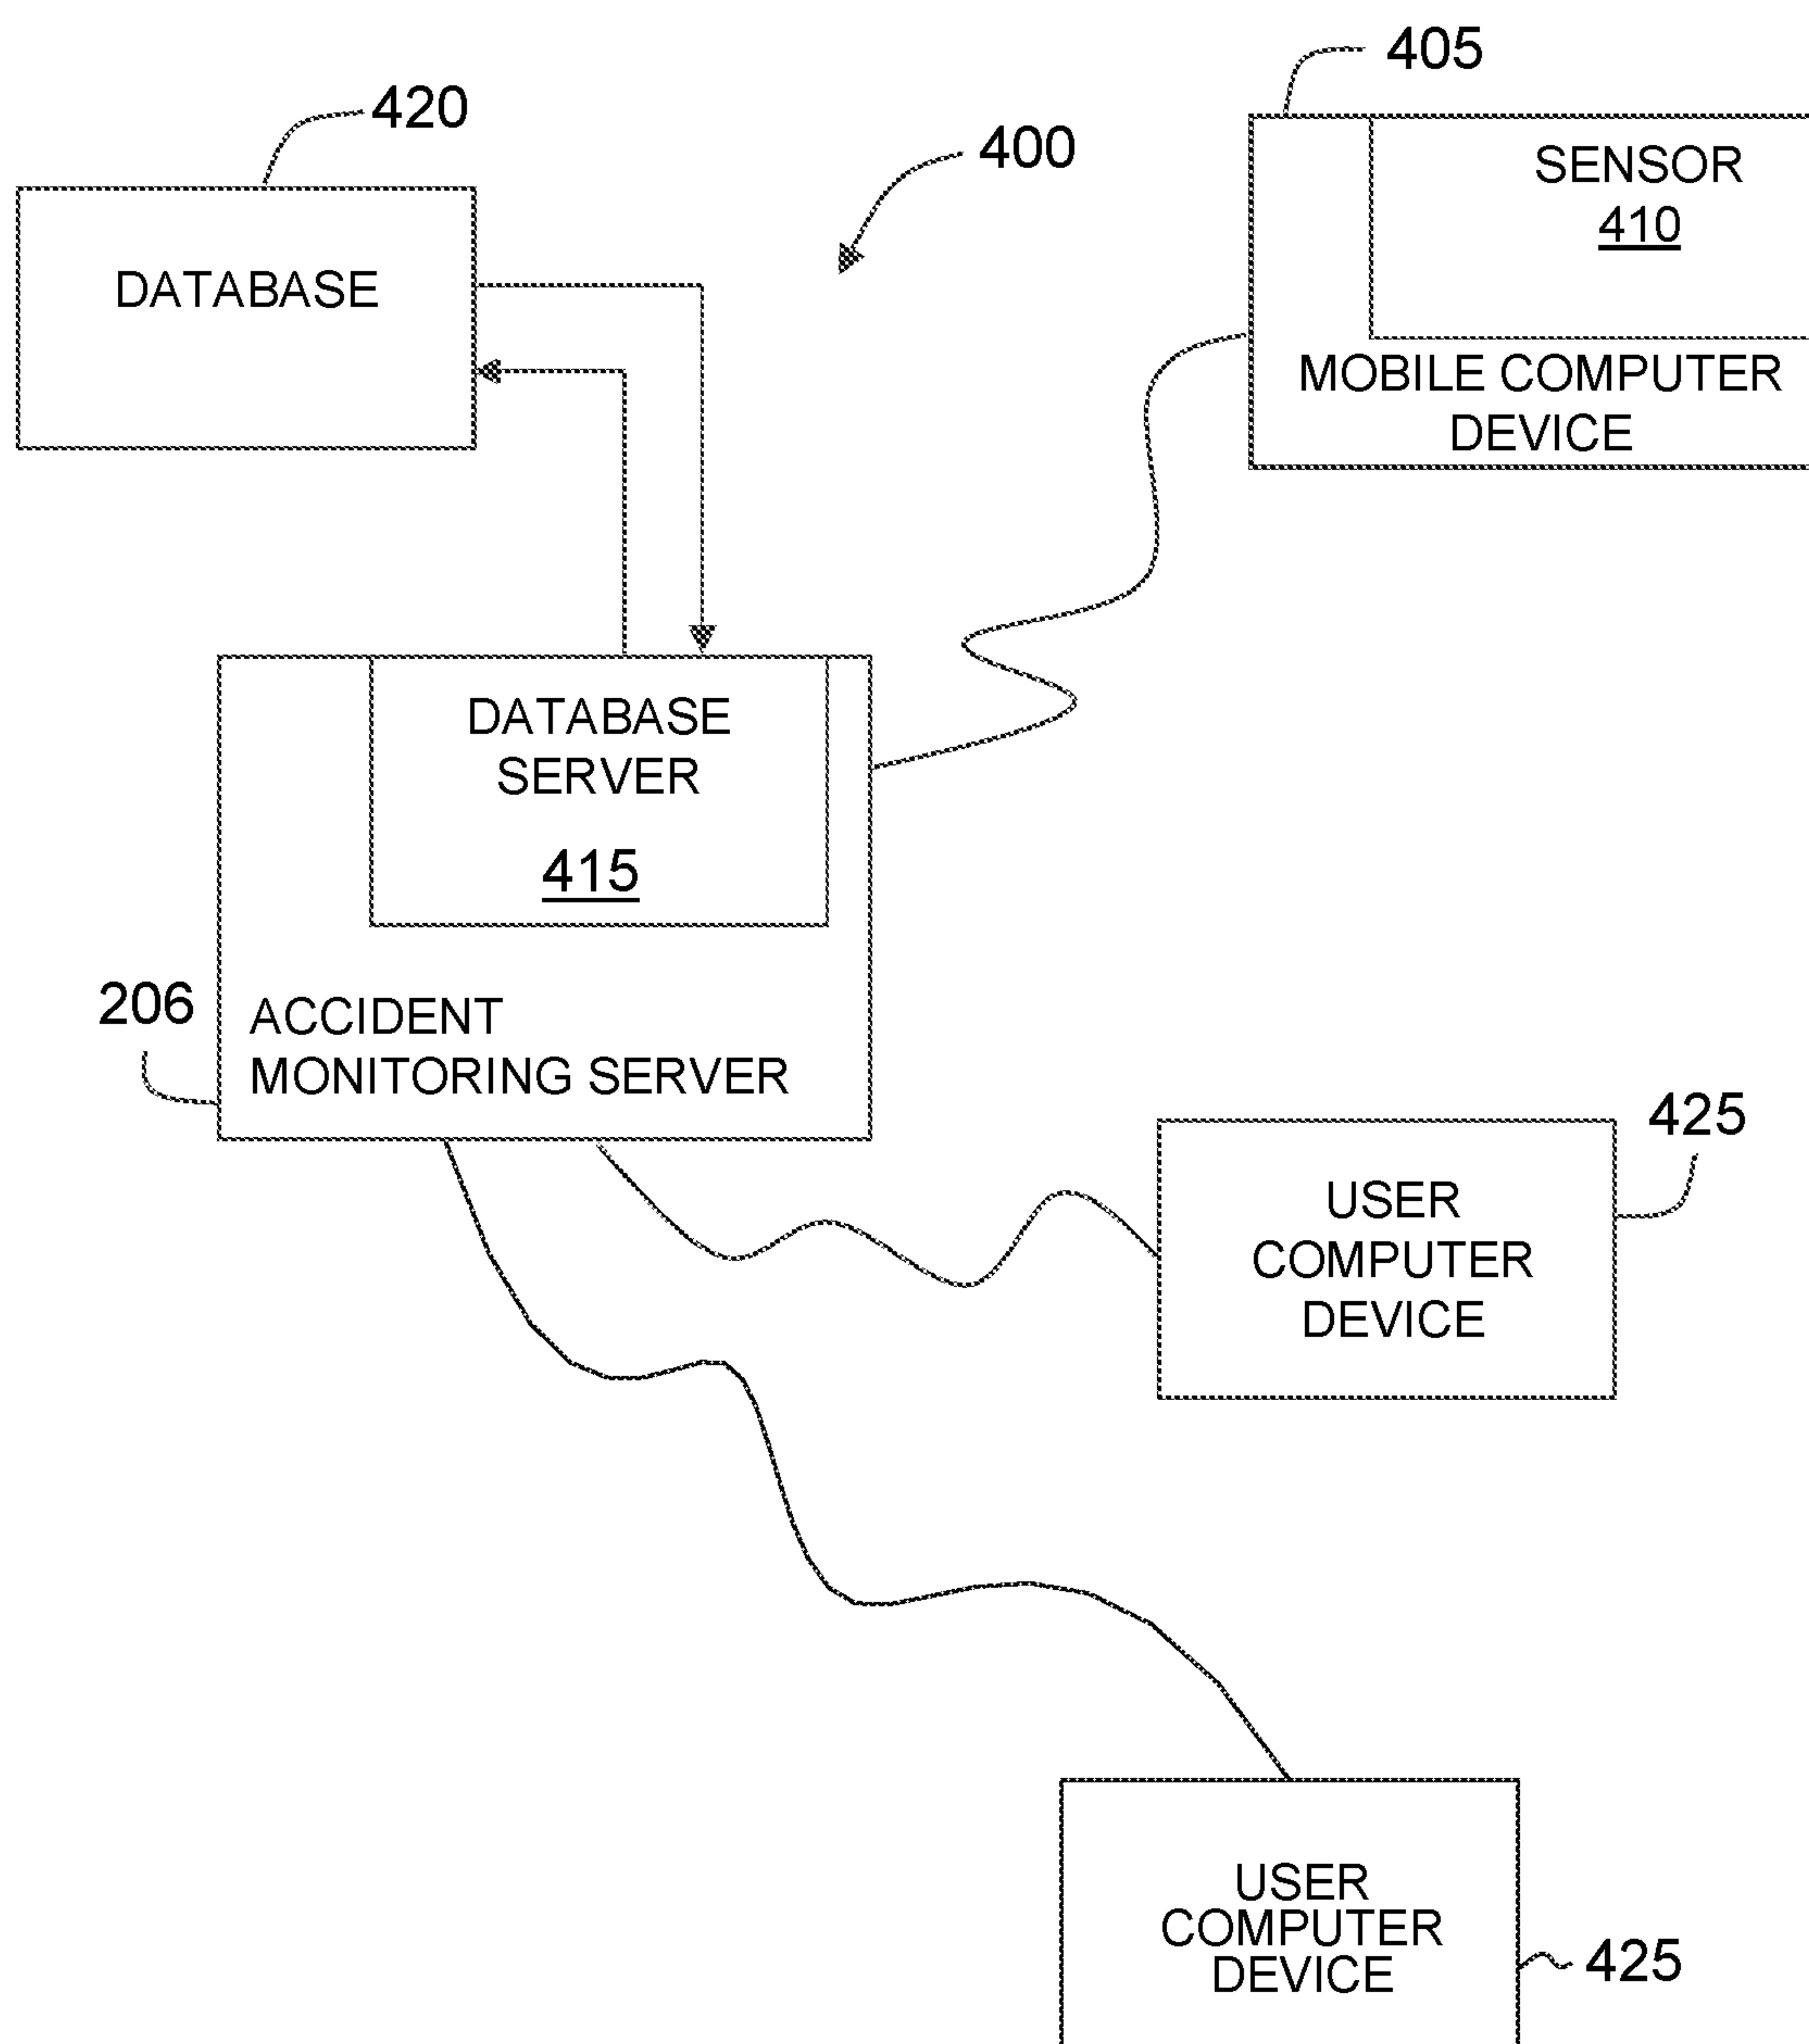 405
420
400
SENSOR
410
DATABASE
MOBILE COMPUTER
DEVICE
DATABASE
SERVER
415
206
ACCIDENT
MONITORING SERVER
425
USER
COMPUTER
DEVICE
USER
COMPUTER
DEVICE
425